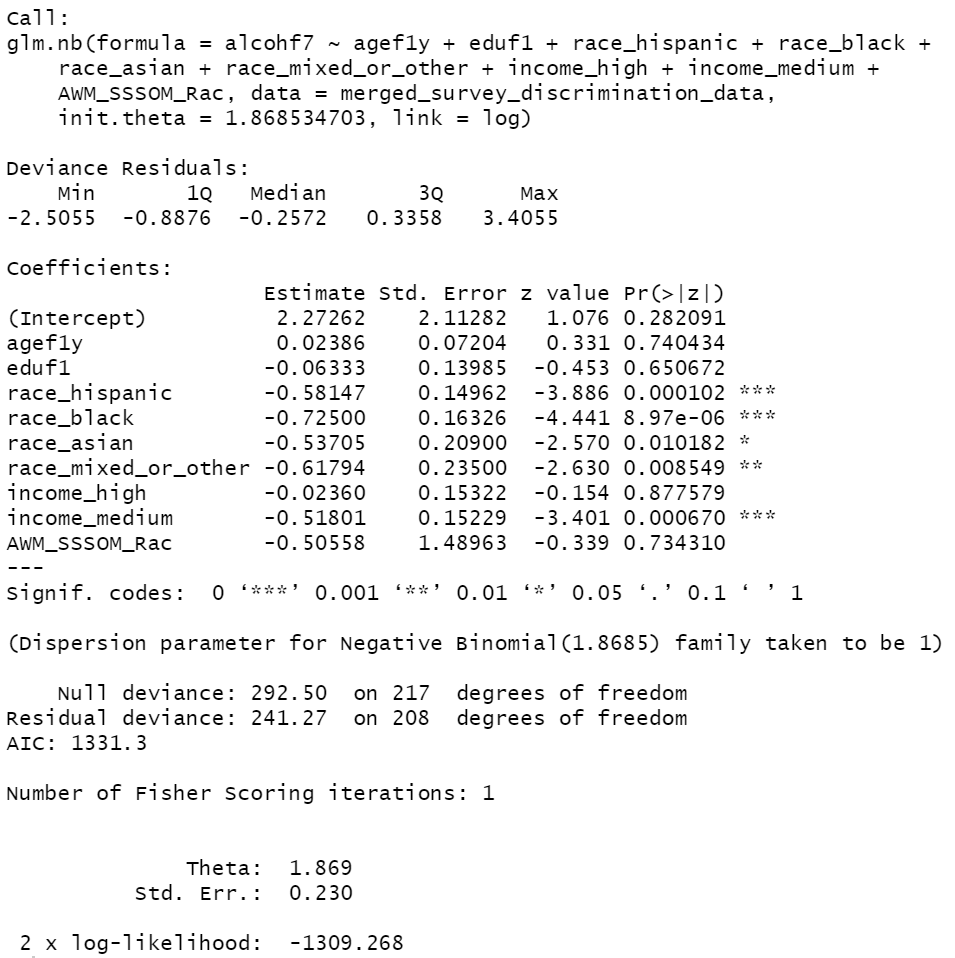 Call:
glm.nb(formula = alcohf7 ~ agef1y + eduf1 + race_hispanic + race_black +
    race_asian + race_mixed_or_other + income_high + income_medium +
    AWM_SSSOM_Rac, data = merged_survey_discrimination_data,
    init.theta = 1.868534703, link = log)

Deviance Residuals:
    Min       1Q   Median       3Q      Max
-2.5055  -0.8876  -0.2572   0.3358   3.4055

Coefficients:
                    Estimate Std. Error z value Pr(>|z|)
(Intercept)          2.27262    2.11282   1.076 0.282091
agef1y               0.02386    0.07204   0.331 0.740434
eduf1               -0.06333    0.13985  -0.453 0.650672
race_hispanic       -0.58147    0.14962  -3.886 0.000102 ***
race_black          -0.72500    0.16326  -4.441 8.97e-06 ***
race_asian          -0.53705    0.20900  -2.570 0.010182 *
race_mixed_or_other -0.61794    0.23500  -2.630 0.008549 **
income_high         -0.02360    0.15322  -0.154 0.877579
income_medium       -0.51801    0.15229  -3.401 0.000670 ***
AWM_SSSOM_Rac       -0.50558    1.48963  -0.339 0.734310
---
Signif. codes:  0 ‘***’ 0.001 ‘**’ 0.01 ‘*’ 0.05 ‘.’ 0.1 ‘ ’ 1

(Dispersion parameter for Negative Binomial(1.8685) family taken to be 1)

    Null deviance: 292.50  on 217  degrees of freedom
Residual deviance: 241.27  on 208  degrees of freedom
AIC: 1331.3

Number of Fisher Scoring iterations: 1


              Theta:  1.869
          Std. Err.:  0.230

 2 x log-likelihood:  -1309.268